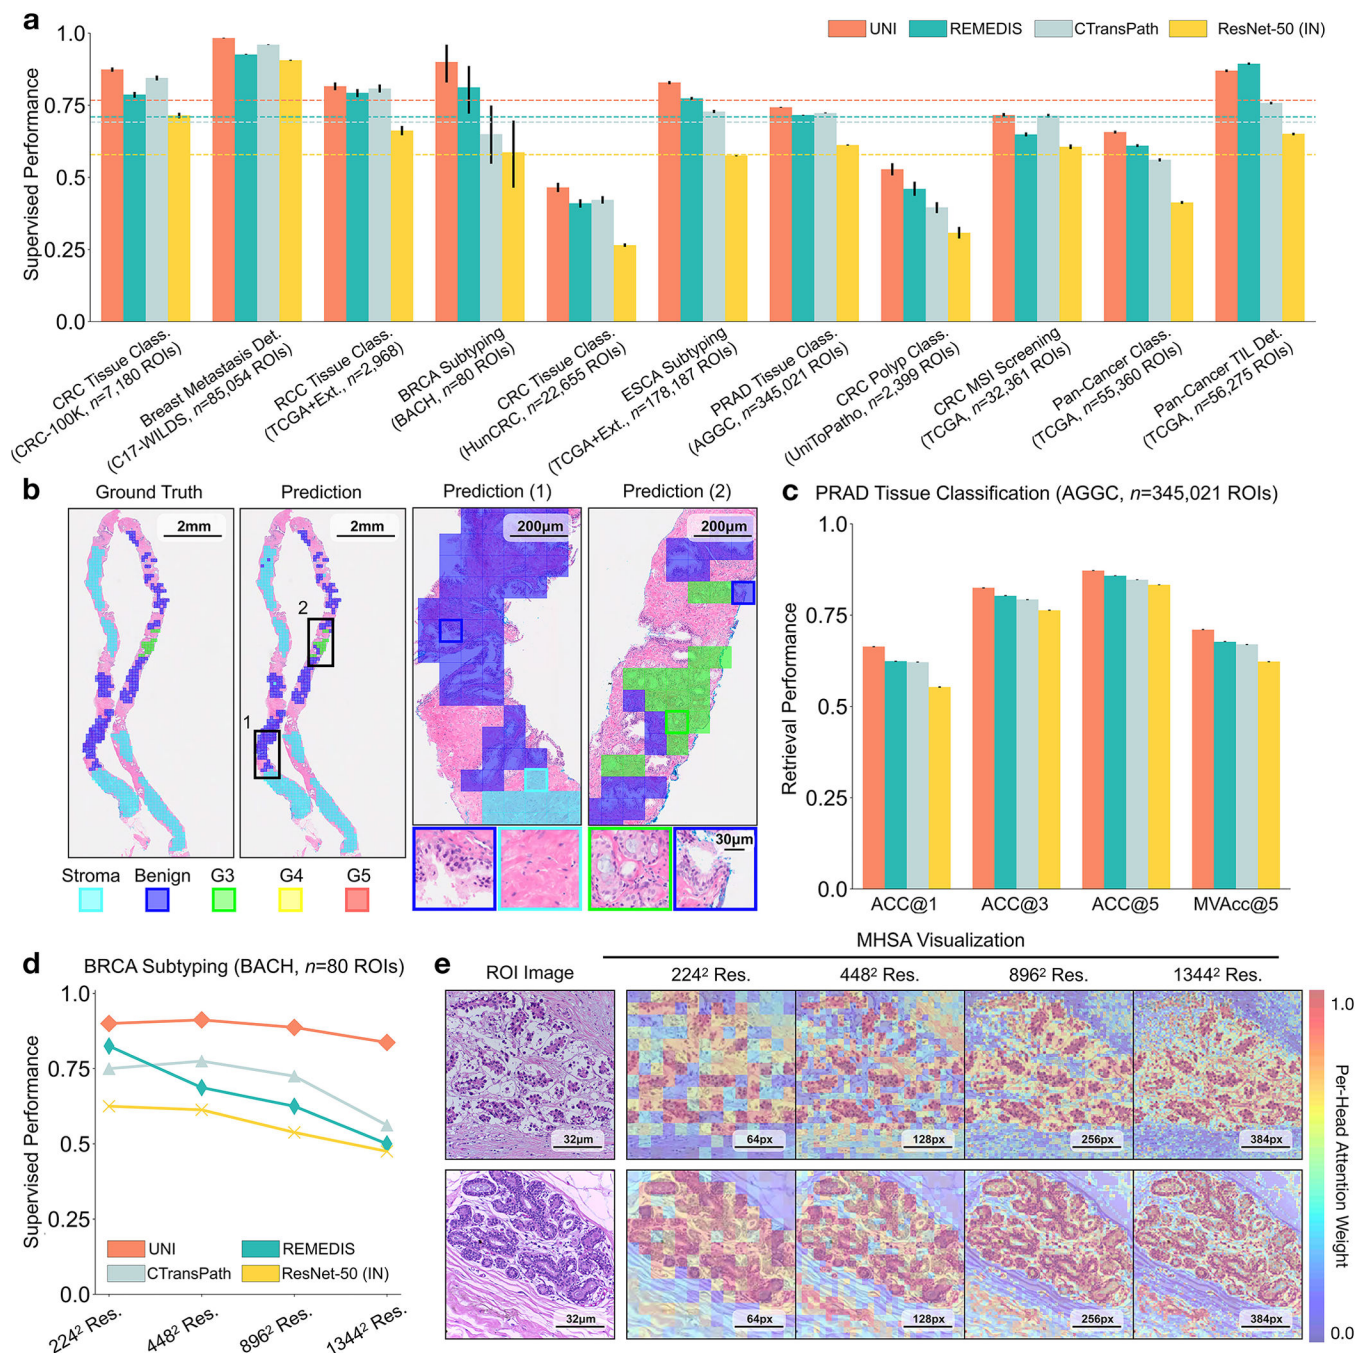 a
UNI REMEDIS CTransPath ResNet-50 (IN)
Supervised Performance
1.0
0.75
0.5
0.25
0.0
CRC Tissue Class.
(CRC-100K, n=7,180 ROIs)
Breast Metastasis Det.
(C17-WILDS, n=85,054 ROIs)
RCC Tissue Class.
(TCGA+Ext., n=2,968)
BRCA Subtyping
(BACH, n=80 ROIs)
CRC Tissue Class.
(HunCRC, n=22,655 ROIs)
ESCA Subtyping
(TCGA+Ext., n=178,187 ROIs)
PRAD Tissue Class.
(AGGC, n=345,021 ROIs)
CRC Polyp Class.
(UniToPatho, n=2,399 ROIs)
CRC MSI Screening
(TCGA, n=32,361 ROIs)
Pan-Cancer Class.
(TCGA, n=55,360 ROIs)
Pan-Cancer TIL Det.
(TCGA, n=56,275 ROIs)
b
Ground Truth Prediction Prediction (1) Prediction (2)
2mm 2mm 200µm 200µm
2
1
30µm
Stroma Benign G3 G4 G5
c PRAD Tissue Classification (AGGC, n=345,021 ROIs)
Retrieval Performance
1.0
0.75
0.5
0.25
0.0
ACC@1 ACC@3 ACC@5 MVAcc@5
d BRCA Subtyping (BACH, n=80 ROIs)
Supervised Performance
1.0
0.75
0.5
0.25
0.0
UNI REMEDIS
CTransPath ResNet-50 (IN)
224² Res. 448² Res. 896² Res. 1344² Res.
e
MHSA Visualization
ROI Image 224² Res. 448² Res. 896² Res. 1344² Res.
32µm 64px 128px 256px 384px
32µm 64px 128px 256px 384px
1.0
Per-Head Attention Weight
0.0